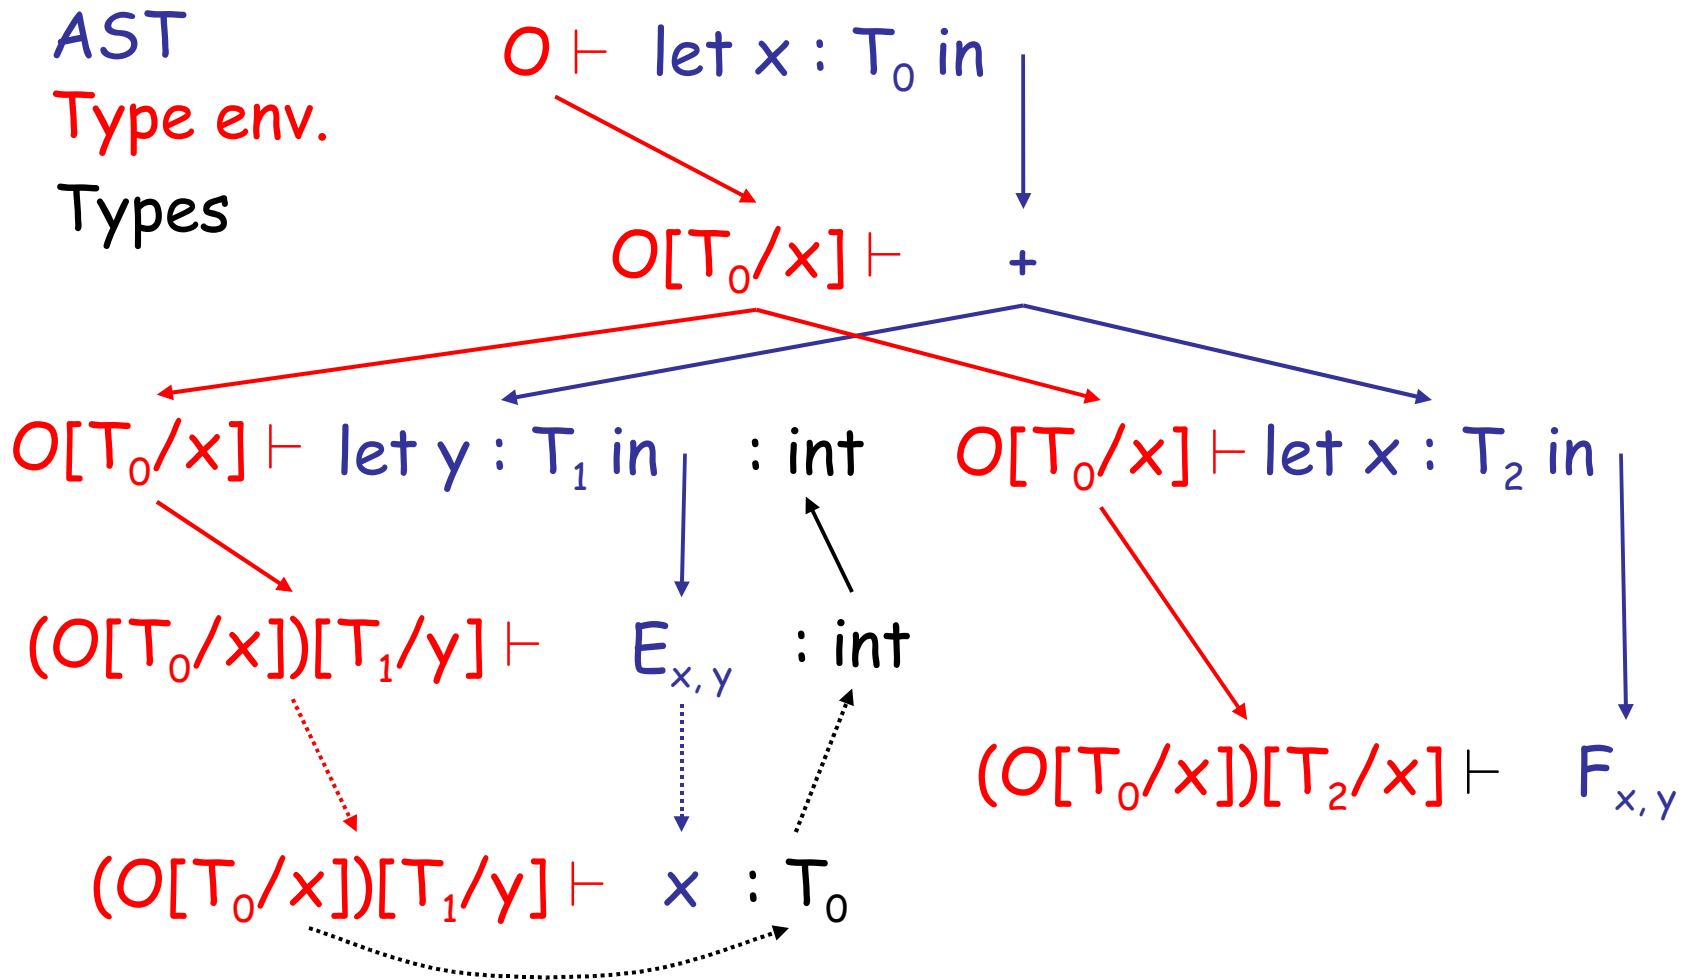 AST
Type env.
Types
O ⊢ let x : T₀ in
O[T₀/x] ⊢ +
O[T₀/x] ⊢ let y : T₁ in : int
O[T₀/x] ⊢ let x : T₂ in
(O[T₀/x])[T₁/y] ⊢ Eₓ, y : int
(O[T₀/x])[T₂/x] ⊢ Fₓ, y
(O[T₀/x])[T₁/y] ⊢ x : T₀